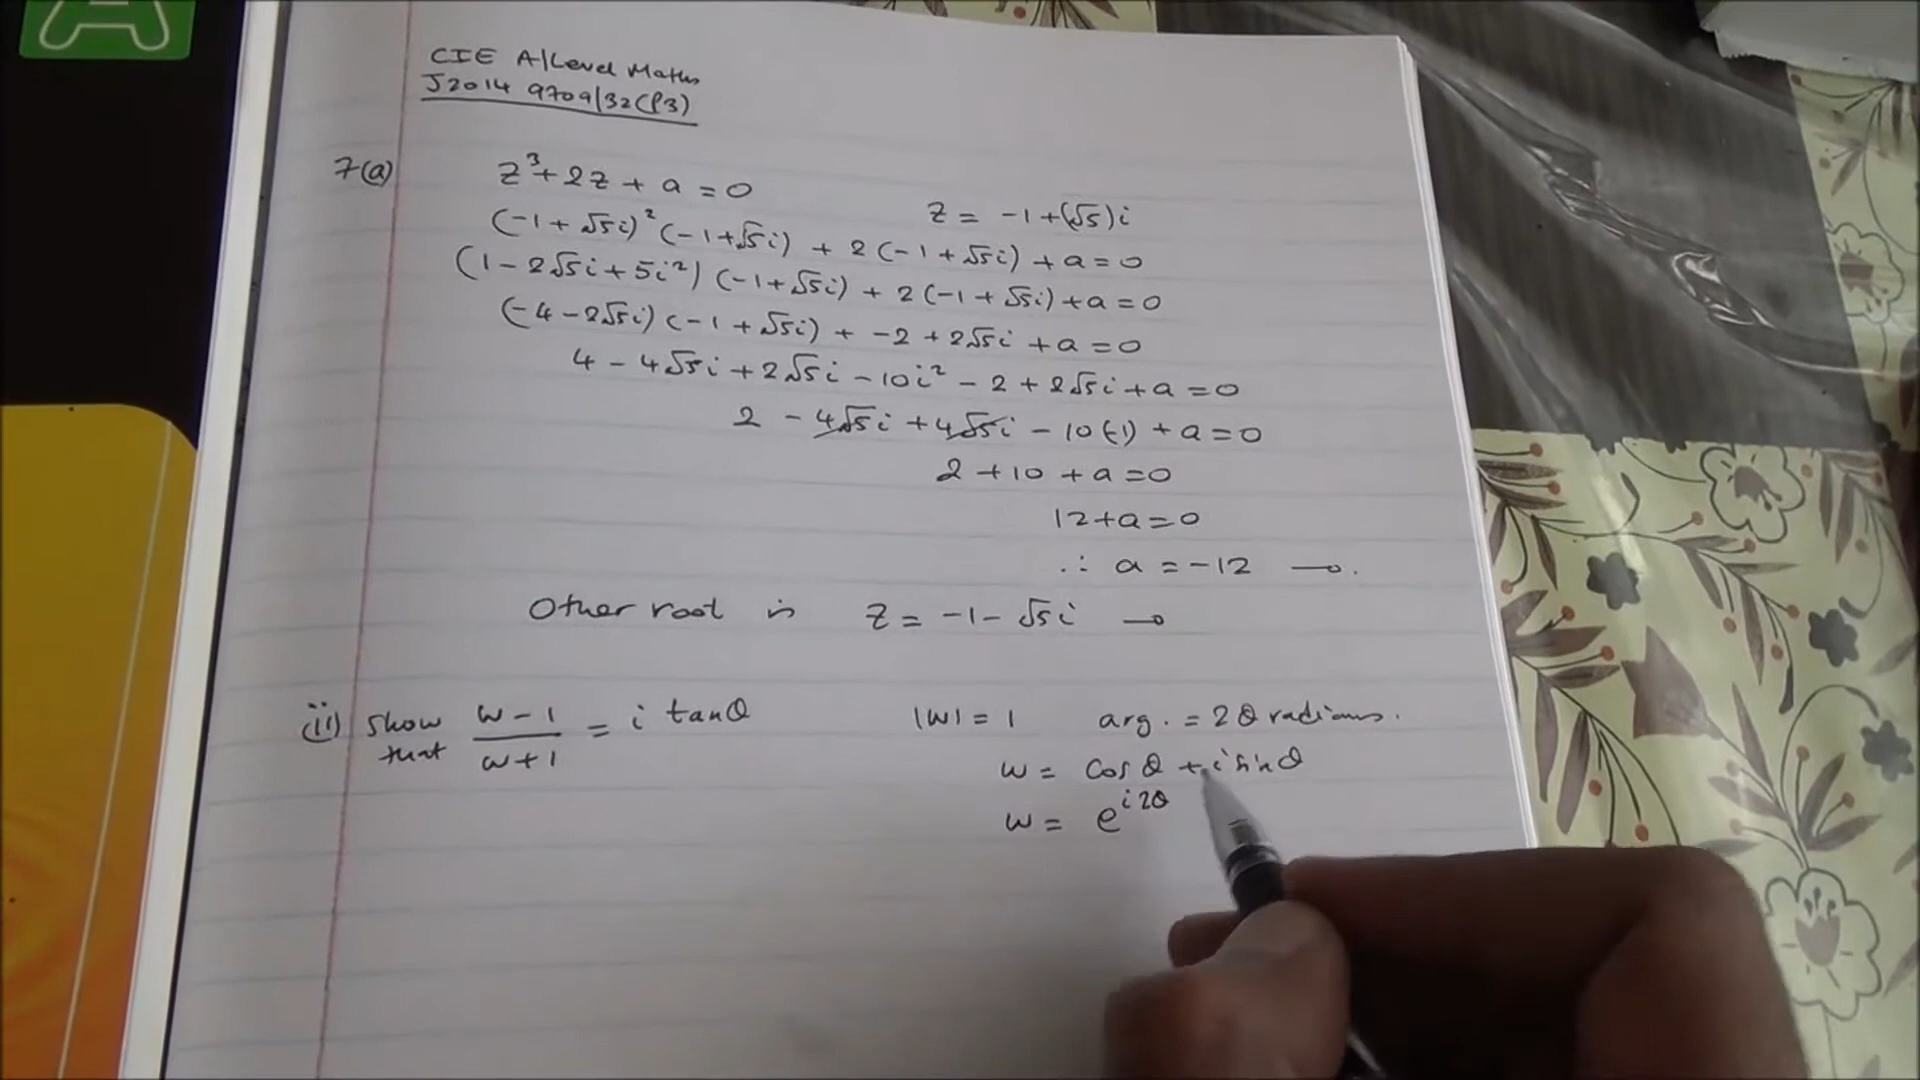 CIE A/Level Maths
J2014 9709/32(P3)
7(a) z³+2z + a = 0
z = -1+(√5)i
(-1+√5i)²(-1+√5i) + 2(-1+√5i)+a=0
(1-2√5i+5i²)(-1+√5i) + 2(-1+√5i)+a=0
(-4-2√5i)(-1+√5i) + -2+2√5i+a=0
4-4√5i+2√5i-10i²-2+2√5i+a=0
2 -4√5i+4√5i-10(-1)+a=0
2+10+a=0
12+a=0
∴ a=-12
Other root is z = -1-√5i
(ii) Show that (w-1)/(w+1) = i tanθ
|w| = 1 arg. = 2θ radians.
w = cosθ + i sinθ
w = e^(i2θ)